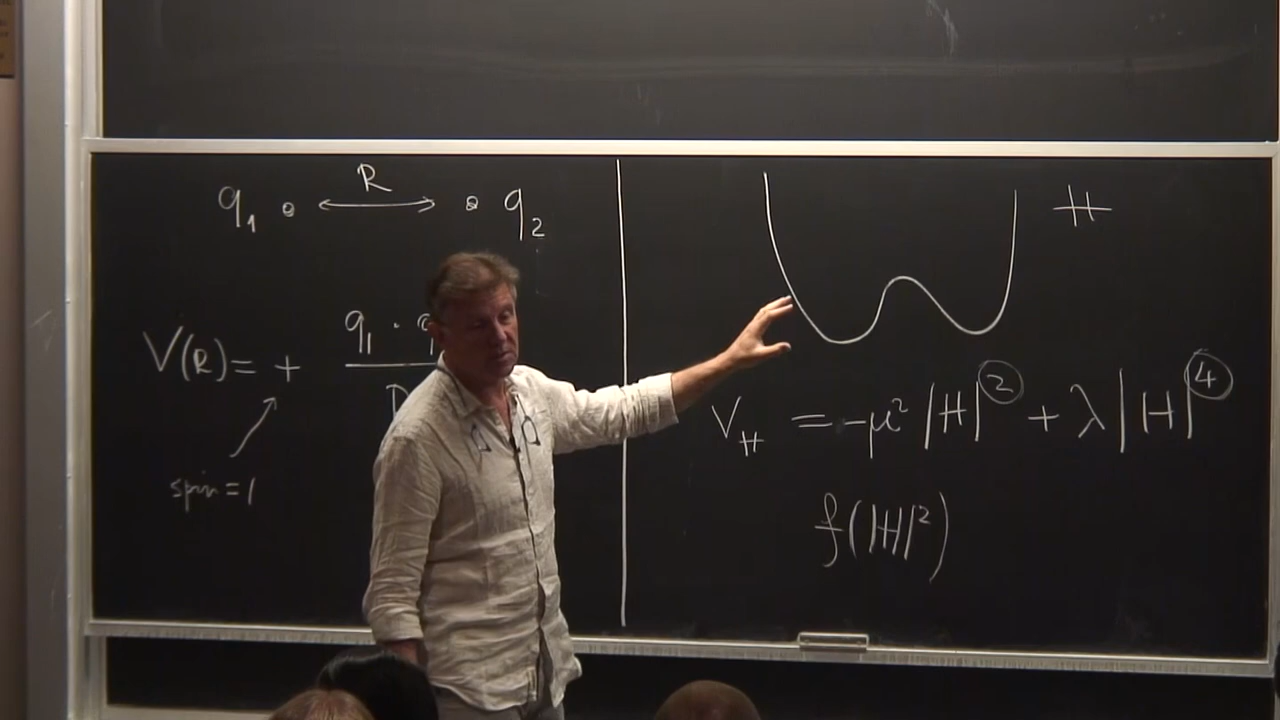 q₁ R q₂
V(R) = + q₁ ·
spin = 1
H
V_H = -μ² |H|² + λ |H|⁴
f(|H|²)